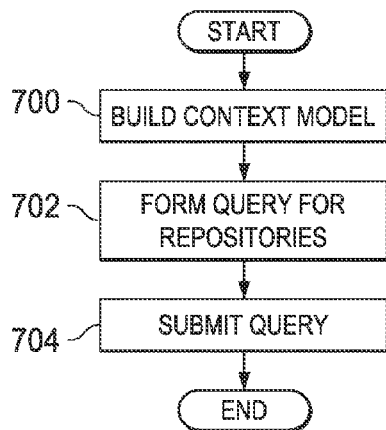 START
700
BUILD CONTEXT MODEL
702
FORM QUERY FOR
REPOSITORIES
704
SUBMIT QUERY
END